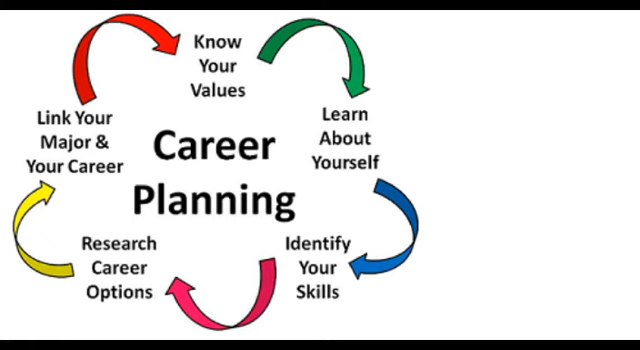 Know
Your
Values
Learn
About
Yourself
Identify
Your
Skills
Research
Career
Options
Link Your
Major &
Your Career
Career
Planning